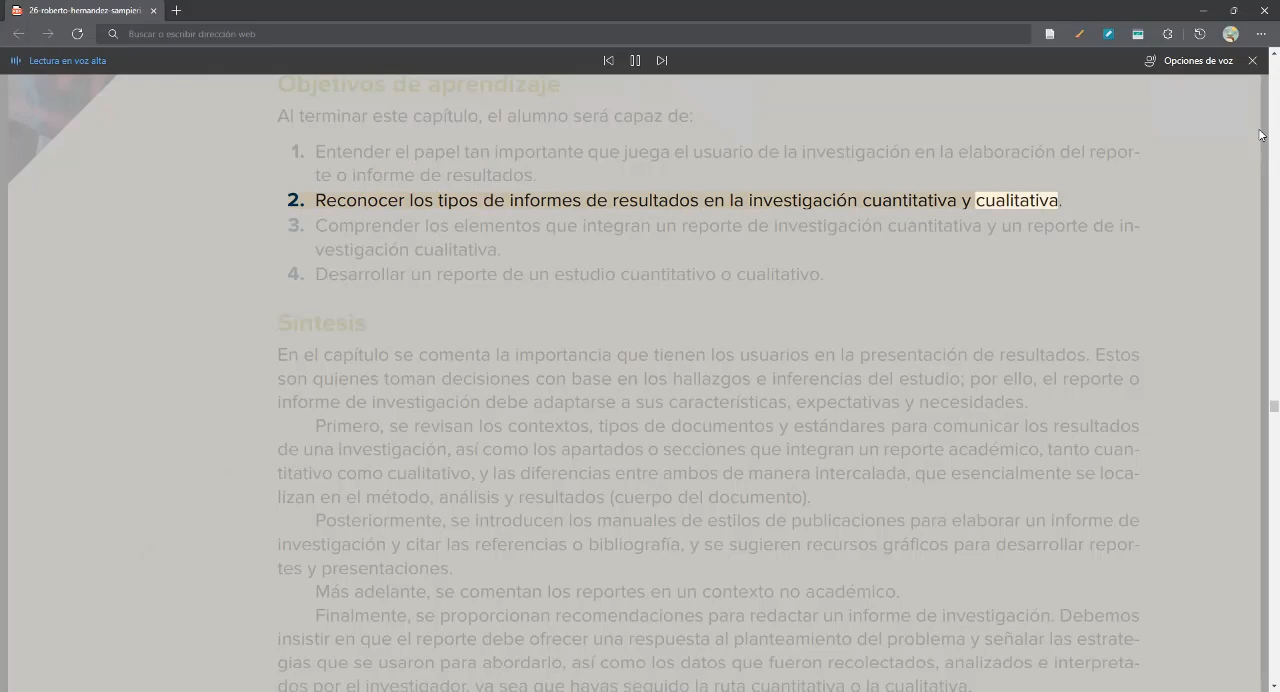 26-roberto-hernandez-sampieri
Buscar o escribir dirección web
Lectura en voz alta
Opciones de voz
Objetivos de aprendizaje
Al terminar este capítulo, el alumno será capaz de:
1. Entender el papel tan importante que juega el usuario de la investigación en la elaboración del repor-
te o informe de resultados.
2. Reconocer los tipos de informes de resultados en la investigación cuantitativa y cualitativa.
3. Comprender los elementos que integran un reporte de investigación cuantitativa y un reporte de in-
vestigación cualitativa.
4. Desarrollar un reporte de un estudio cuantitativo o cualitativo.
Síntesis
En el capítulo se comenta la importancia que tienen los usuarios en la presentación de resultados. Estos
son quienes toman decisiones con base en los hallazgos e inferencias del estudio; por ello, el reporte o
informe de investigación debe adaptarse a sus características, expectativas y necesidades.
Primero, se revisan los contextos, tipos de documentos y estándares para comunicar los resultados
de una investigación, así como los apartados o secciones que integran un reporte académico, tanto cuan-
titativo como cualitativo, y las diferencias entre ambos de manera intercalada, que esencialmente se loca-
lizan en el método, análisis y resultados (cuerpo del documento).
Posteriormente, se introducen los manuales de estilos de publicaciones para elaborar un informe de
investigación y citar las referencias o bibliografía, y se sugieren recursos gráficos para desarrollar repor-
tes y presentaciones.
Más adelante, se comentan los reportes en un contexto no académico.
Finalmente, se proporcionan recomendaciones para redactar un informe de investigación. Debemos
insistir en que el reporte debe ofrecer una respuesta al planteamiento del problema y señalar las estrate-
gias que se usaron para abordarlo, así como los datos que fueron recolectados, analizados e interpreta-
dos por el investigador, ya sea que hayas seguido la ruta cuantitativa o la cualitativa.